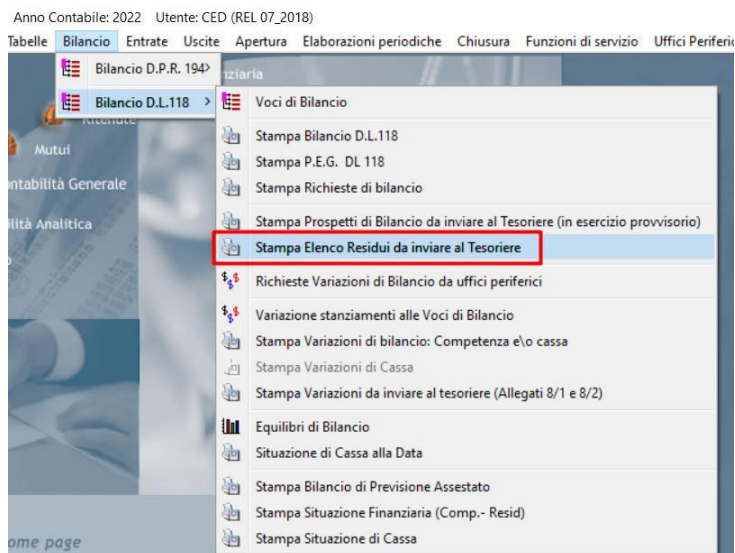 Anno Contabile: 2022 Utente: CED (REL 07_2018)
Tabelle Bilancio Entrate Uscite Apertura Elaborazioni periodiche Chiusura Funzioni di servizio Uffici
Bilancio D.P.R. 194>
Bilancio D.L.118 >
Voci di Bilancio
Stampa Bilancio D.L.118
Mutui
Stampa P.E.G. DL 118
Stampa Richieste di bilancio
Generale
Stampa Prospetti di Bilancio da inviare al Tesoriere (in esercizio provvisorio)
Analitica
Stampa Elenco Residui da inviare al Tesoriere
Richieste Variazioni di Bilancio da uffici periferici
Variazione stanziamenti alle Voci di Bilancio
Stampa Variazioni di bilancio: Competenza e\o cassa
Stampa Variazioni di Cassa
Stampa Variazioni da inviare al tesoriere (Allegati 8/1 e 8/2)
Equilibri di Bilancio
Situazione di Cassa alla Data
Stampa Bilancio di Previsione Assestato
Stampa Situazione Finanziaria (Comp.- Resid)
Stampa Situazione di Cassa
ome page